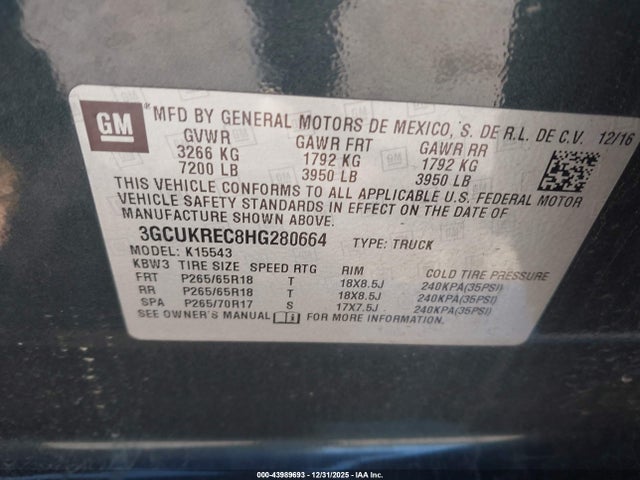 GM
® MFD BY GENERAL MOTORS DE MEXICO, S. DE R.L. DE C.V. 12/16
GVWR GAWR FRT GAWR RR
3266 KG 1792 KG 1792 KG
7200 LB 3950 LB 3950 LB
THIS VEHICLE CONFORMS TO ALL APPLICABLE U.S. FEDERAL MOTOR
VEHICLE SAFETY STANDARDS IN EFFECT ON THE DATE OF
MANUFACTURE SHOWN ABOVE.
3GCUKREC8HG280664 TYPE: TRUCK
MODEL: K15543
KBW3 TIRE SIZE SPEED RTG RIM COLD TIRE PRESSURE
FRT P265/65R18 T 18X8.5J 240KPA(35PSI)
RR P265/65R18 T 18X8.5J 240KPA(35PSI)
SPA P265/70R17 S 17X7.5J 240KPA(35PSI)
SEE OWNER'S MANUAL FOR ADDITIONAL INFORMATION.
000-43989693 - 12/31/2025 - IAA Inc.